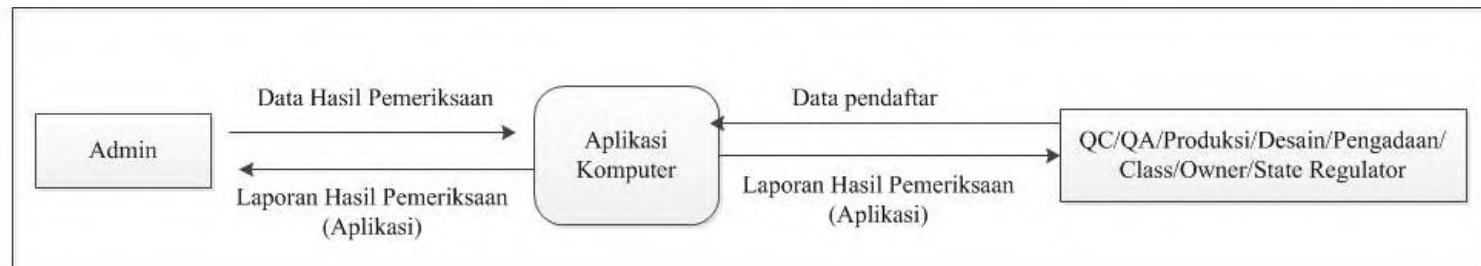 Data Hasil Pemeriksaan
Admin
Laporan Hasil Pemeriksaan
(Aplikasi)
Aplikasi
Komputer
Data pendaftar
Laporan Hasil Pemeriksaan
(Aplikasi)
QC/QA/Produksi/Desain/Pengadaan/
Class/Owner/State Regulator